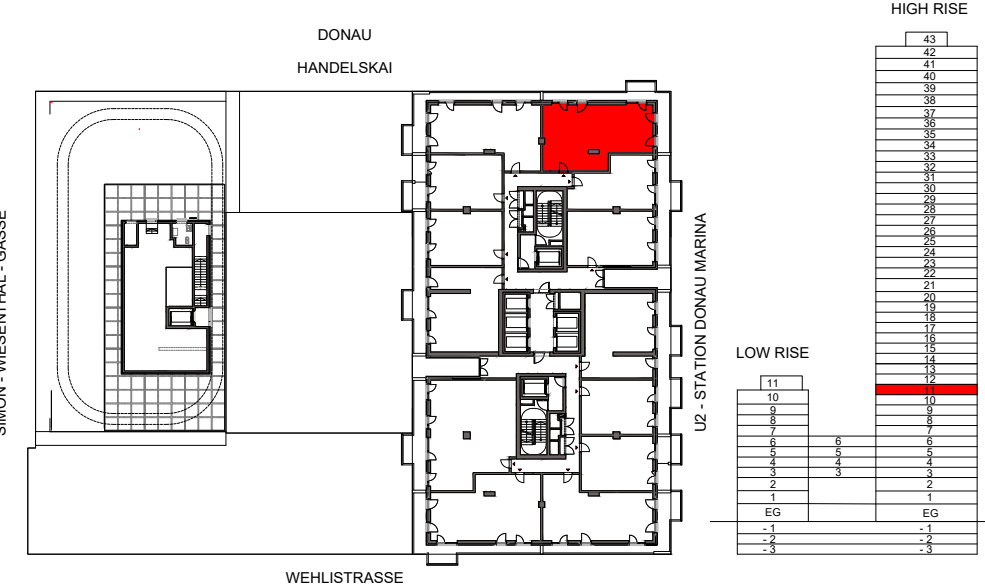 HIGH RISE
DONAU
HANDELSKAI
SIMON - WIESENTHAL - GASSE
U2 - STATION DONAU MARINA
WEHLISTRASSE
LOW RISE
43
42
41
40
39
38
37
36
35
34
33
32
31
30
29
28
27
26
25
24
23
22
21
20
19
18
17
16
15
14
13
12
11 11
10 10
9 9
8 8
7 7
6 6 6
5 5 5
4 4 4
3 3 3
2 2
1 1
EG EG
- 1 - 1
- 2 - 2
- 3 - 3